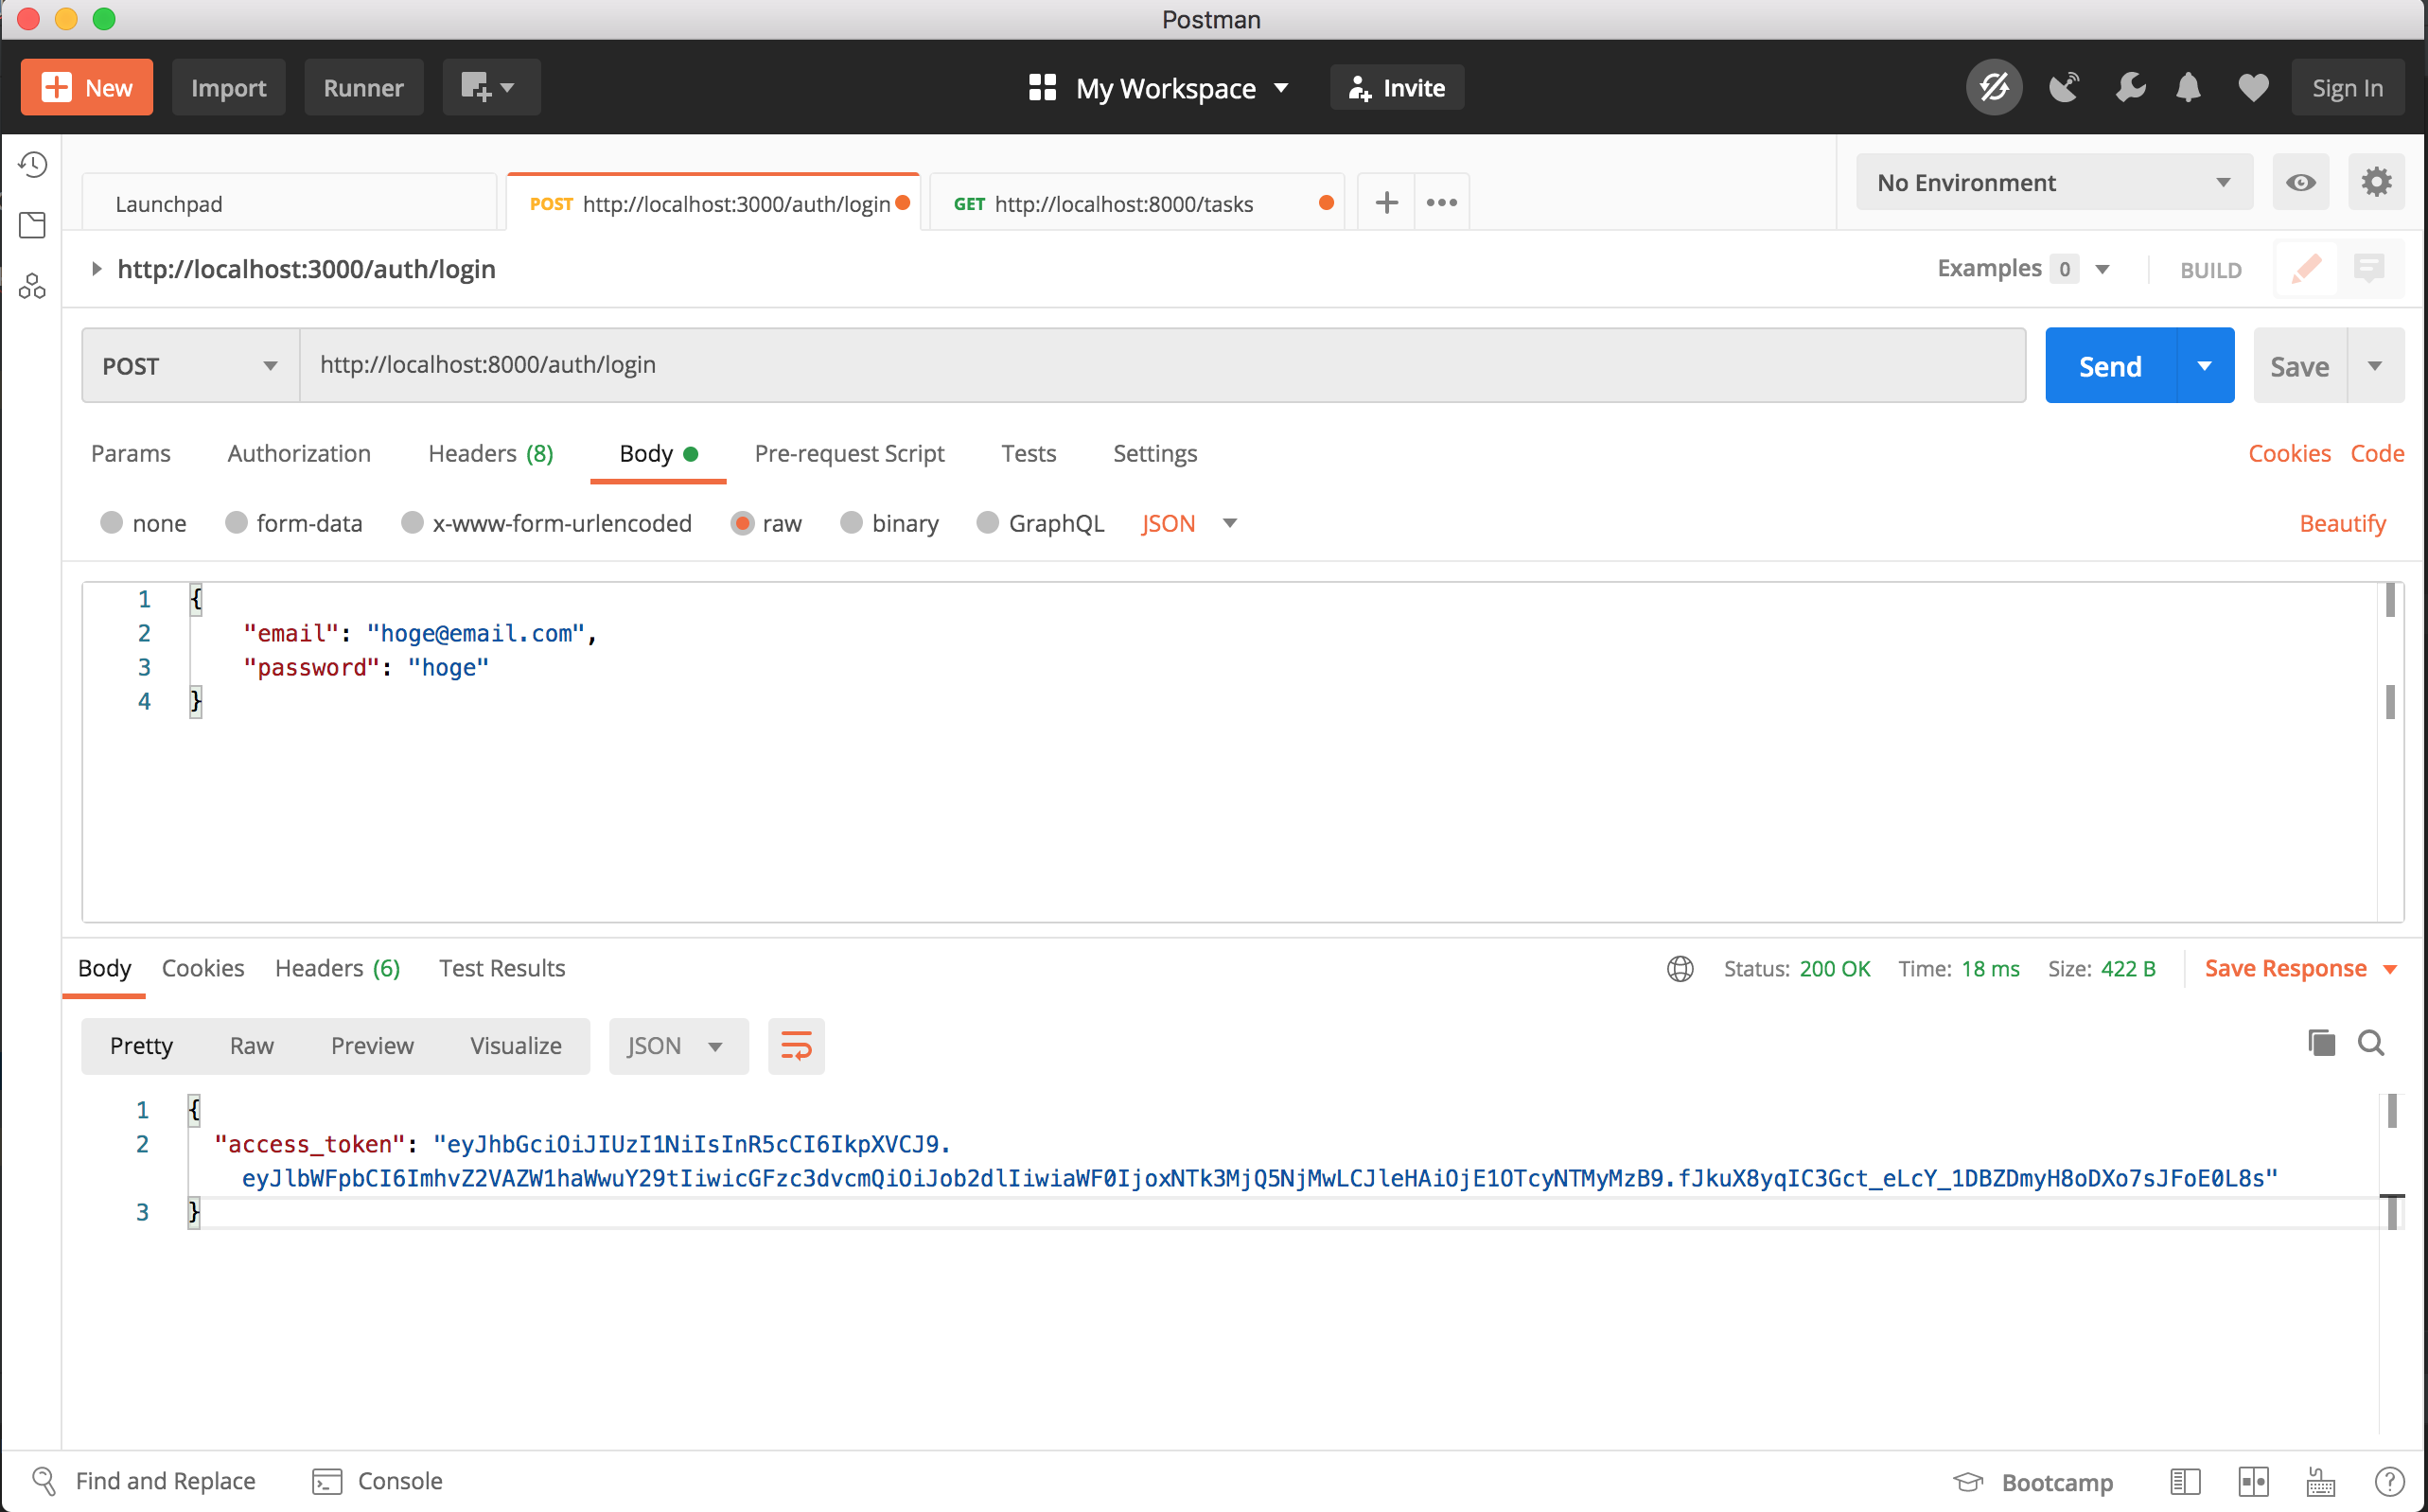 Postman
New
Import
Runner
My Workspace
Invite
Sign In
Launchpad
POST http://localhost:3000/auth/login
GET http://localhost:8000/tasks
No Environment
http://localhost:3000/auth/login
Examples 0
BUILD
POST
http://localhost:8000/auth/login
Send
Save
Params
Authorization
Headers (8)
Body
Pre-request Script
Tests
Settings
Cookies
Code
none
form-data
x-www-form-urlencoded
raw
binary
GraphQL
JSON
Beautify
1 {
2 "email": "hoge@email.com",
3 "password": "hoge"
4 }
Body
Cookies
Headers (6)
Test Results
Status: 200 OK
Time: 18 ms
Size: 422 B
Save Response
Pretty
Raw
Preview
Visualize
JSON
1 {
2 "access_token": "eyJhbGciOiJIUzI1NiIsInR5cCI6IkpXVCJ9.
eyJlbWFpbCI6ImhvZ2VAZW1haWwuY29tIiwicGFzc3dvcmQiOiJob2dlIiwiaWF0IjoxNTk3MjQ5NjMwLCJleHAiOjE1OTcyNTMyMzB9.fJkuX8yqIC3Gct_eLcY_1DBZDmyH8oDXo7sJFoE0L8s"
3 }
Find and Replace
Console
Bootcamp